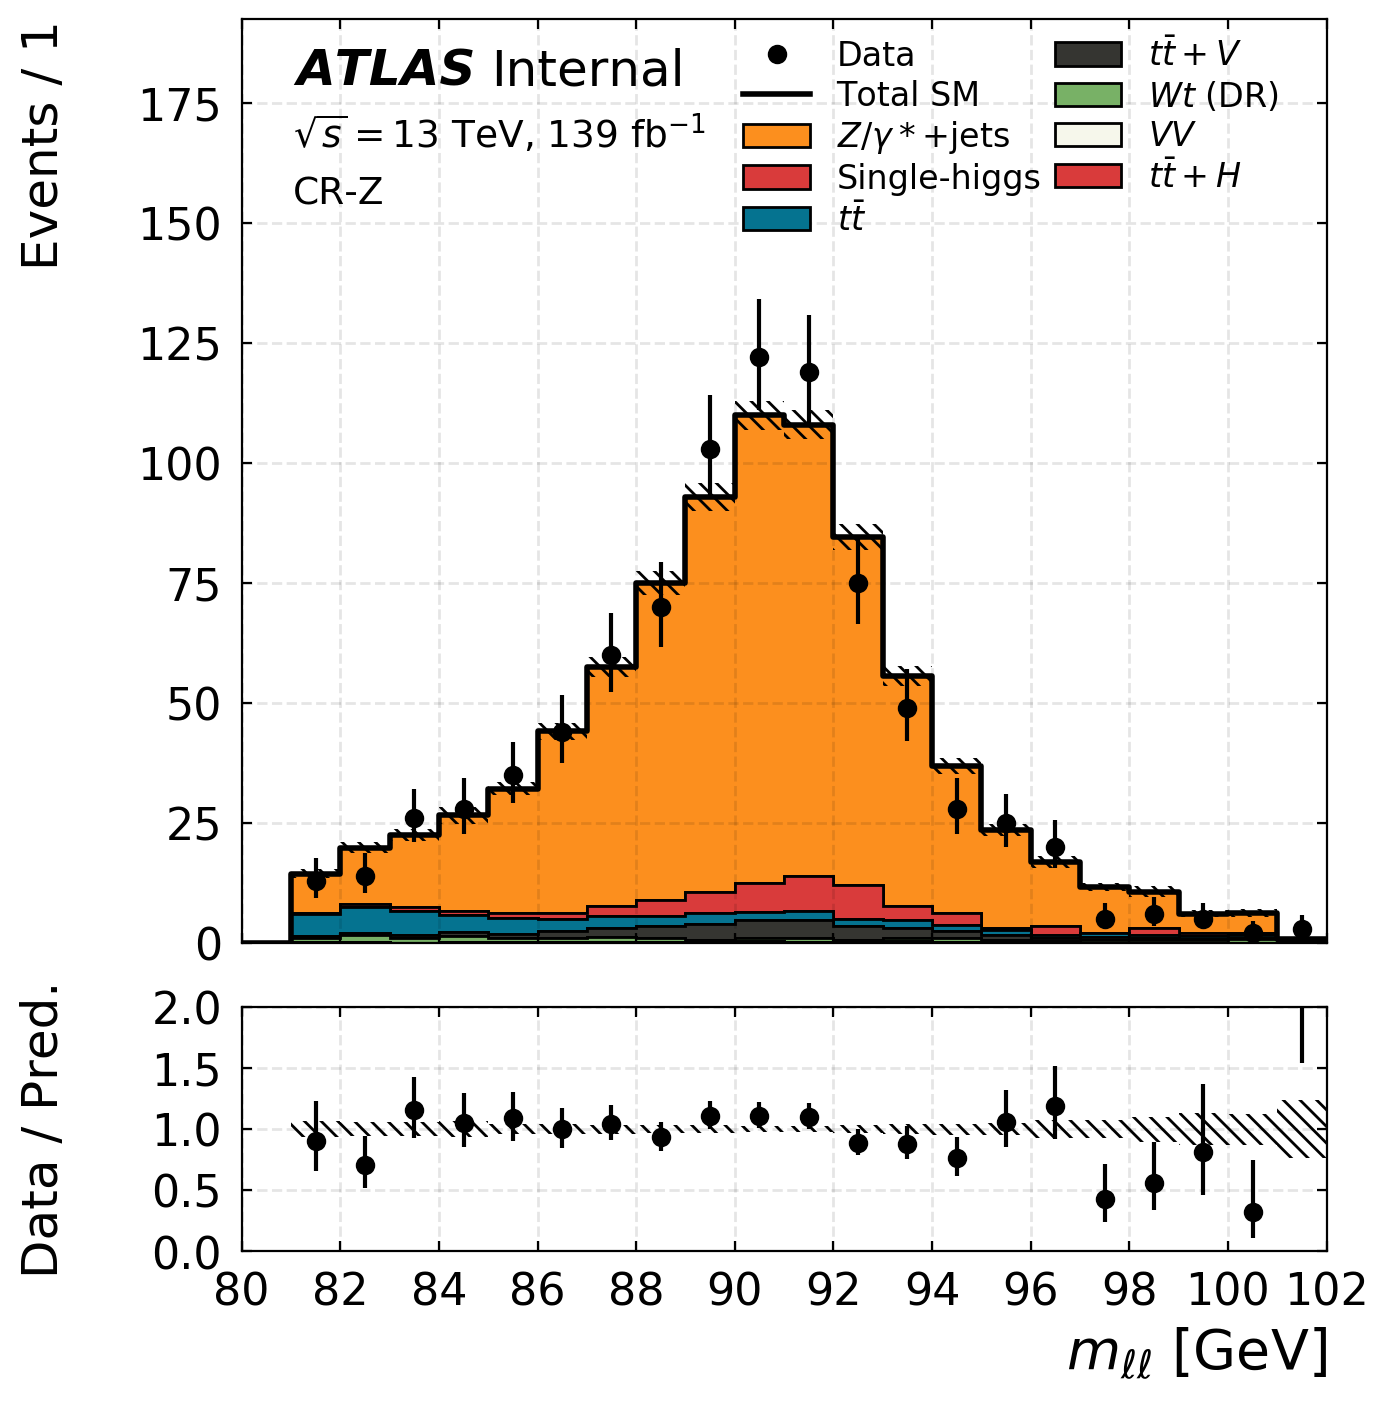 Events / 1
ATLAS Internal
√s = 13 TeV, 139 fb⁻¹
CR-Z
Data
Total SM
Z/γ * +jets
Single-higgs
tt̄
tt̄ + V
Wt (DR)
VV
tt̄ + H
175
150
125
100
75
50
25
0
Data / Pred.
2.0
1.5
1.0
0.5
0.0
80 82 84 86 88 90 92 94 96 98 100 102
mℓℓ [GeV]